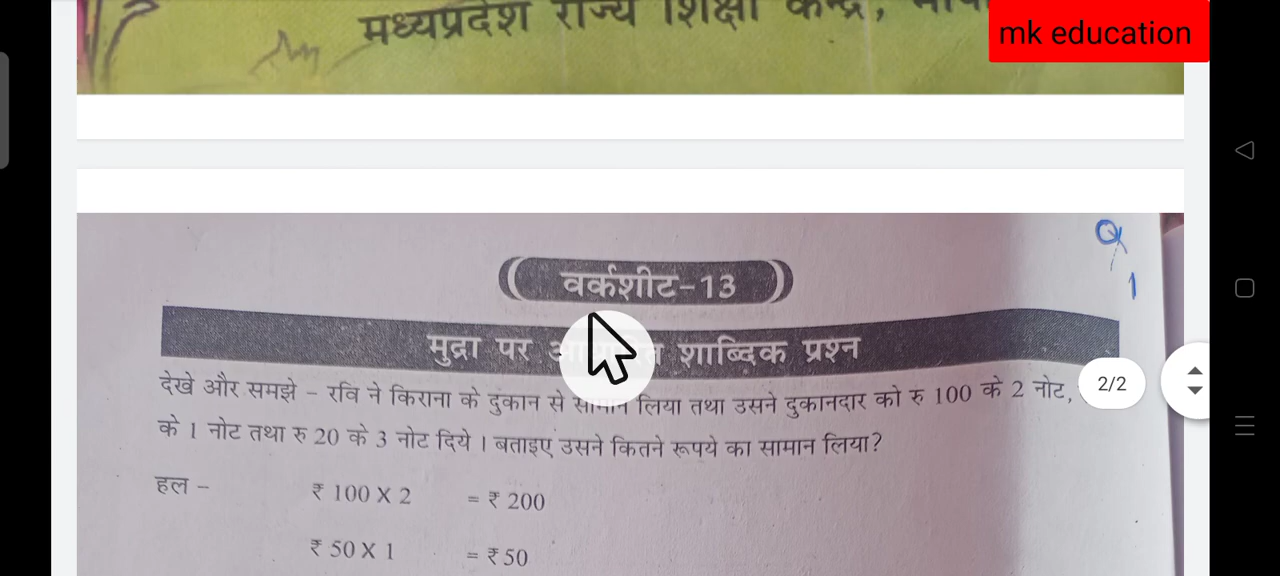 मध्यप्रदेश राज्य शिक्षा केन्द्र,
mk education
Q
1
वर्कशीट-13
मुद्रा पर शाब्दिक प्रश्न
देखे और समझे - रवि ने किराना के दुकान से सामान लिया तथा उसने दुकानदार को रु 100 के 2 नोट,
2/2
के 1 नोट तथा रु 20 के 3 नोट दिये । बताइए उसने कितने रूपये का सामान लिया?
हल - ₹ 100 X 2 = ₹ 200
₹ 50 X 1 = ₹ 50